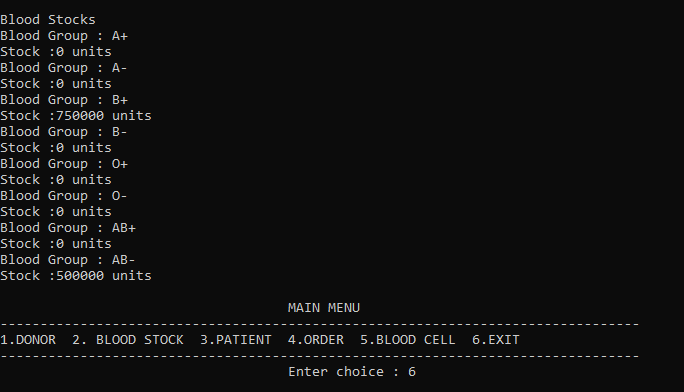 Blood Stocks
Blood Group : A+
Stock :0 units
Blood Group : A-
Stock :0 units
Blood Group : B+
Stock :750000 units
Blood Group : B-
Stock :0 units
Blood Group : O+
Stock :0 units
Blood Group : O-
Stock :0 units
Blood Group : AB+
Stock :0 units
Blood Group : AB-
Stock :500000 units
MAIN MENU
--------------------------------------------------------------------------------
1.DONOR  2. BLOOD STOCK  3.PATIENT  4.ORDER  5.BLOOD CELL  6.EXIT
--------------------------------------------------------------------------------
Enter choice : 6